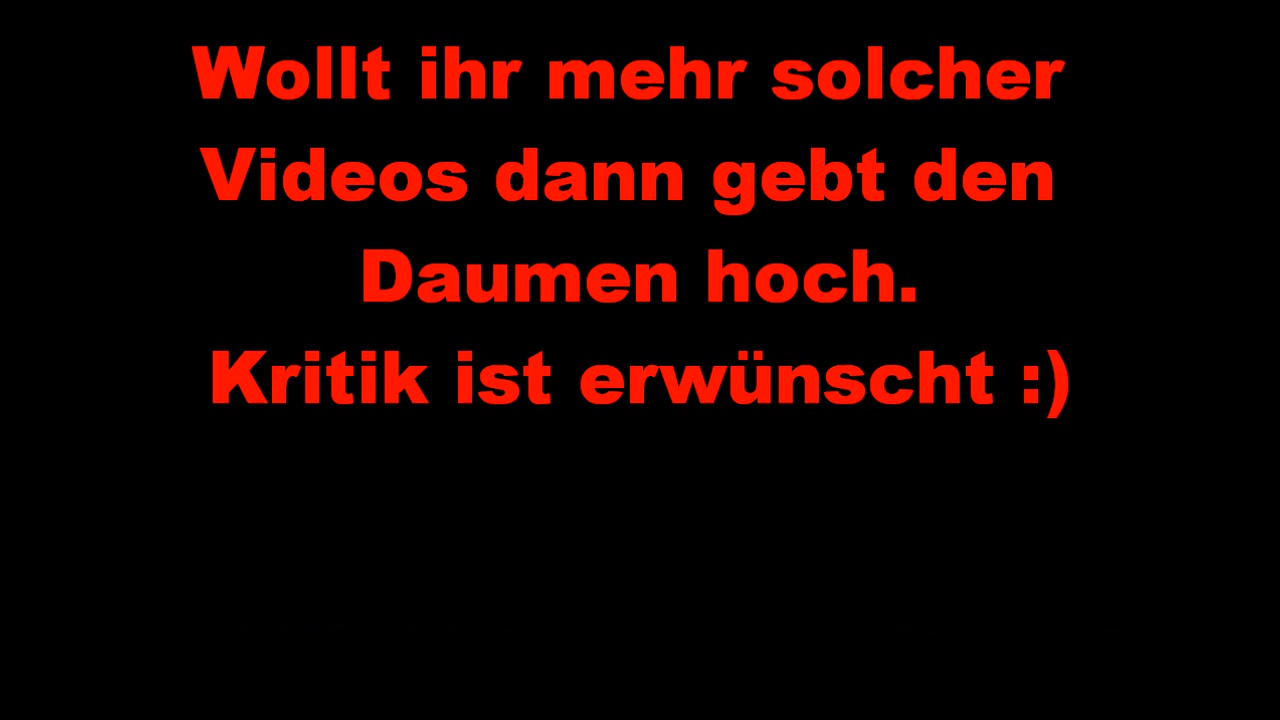 Wollt ihr mehr solcher
Videos dann gebt den
Daumen hoch.
Kritik ist erwünscht :)